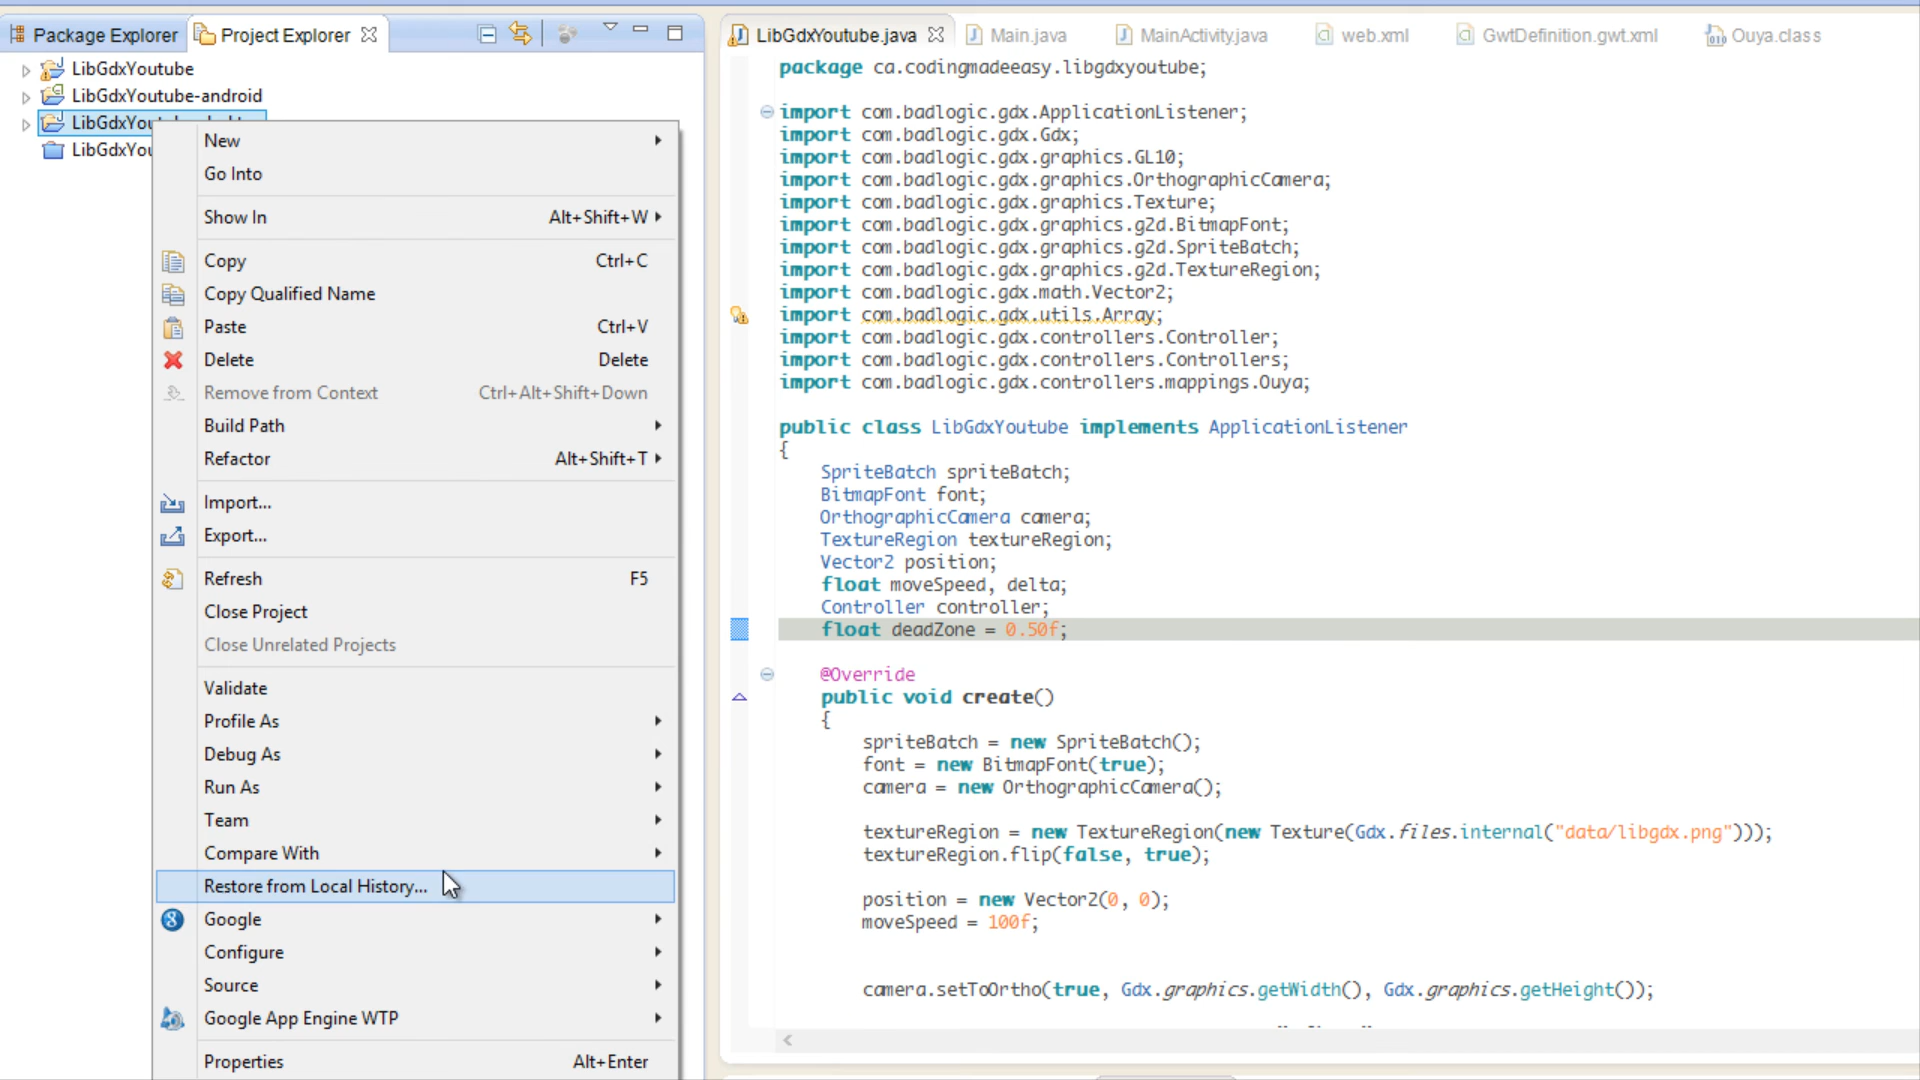 Package Explorer
Project Explorer
LibGdxYoutube
LibGdxYoutube-android
LibGdxYou
LibGdxYou
New
Go Into
Show In Alt+Shift+W
Copy Ctrl+C
Copy Qualified Name
Paste Ctrl+V
Delete Delete
Remove from Context Ctrl+Alt+Shift+Down
Build Path
Refactor Alt+Shift+T
Import...
Export...
Refresh F5
Close Project
Close Unrelated Projects
Validate
Profile As
Debug As
Run As
Team
Compare With
Restore from Local History...
Google
Configure
Source
Google App Engine WTP
Properties Alt+Enter
LibGdxYoutube.java
Main.java
MainActivity.java
web.xml
GwtDefinition.gwt.xml
Ouya.class
package ca.codingmadeeasy.libgdxyoutube;
import com.badlogic.gdx.ApplicationListener;
import com.badlogic.gdx.Gdx;
import com.badlogic.gdx.graphics.GL10;
import com.badlogic.gdx.graphics.OrthographicCamera;
import com.badlogic.gdx.graphics.Texture;
import com.badlogic.gdx.graphics.g2d.BitmapFont;
import com.badlogic.gdx.graphics.g2d.SpriteBatch;
import com.badlogic.gdx.graphics.g2d.TextureRegion;
import com.badlogic.gdx.math.Vector2;
import com.badlogic.gdx.utils.Array;
import com.badlogic.gdx.controllers.Controller;
import com.badlogic.gdx.controllers.Controllers;
import com.badlogic.gdx.controllers.mappings.Ouya;
public class LibGdxYoutube implements ApplicationListener
{
SpriteBatch spriteBatch;
BitmapFont font;
OrthographicCamera camera;
TextureRegion textureRegion;
Vector2 position;
float moveSpeed, delta;
Controller controller;
float deadZone = 0.50f;
@Override
public void create()
{
spriteBatch = new SpriteBatch();
font = new BitmapFont(true);
camera = new OrthographicCamera();
textureRegion = new TextureRegion(new Texture(Gdx.files.internal("data/libgdx.png")));
textureRegion.flip(false, true);
position = new Vector2(0, 0);
moveSpeed = 100f;
camera.setToOrtho(true, Gdx.graphics.getWidth(), Gdx.graphics.getHeight());